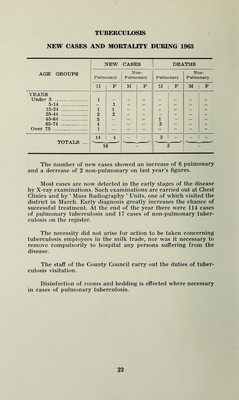 TUBERCULOSIS
NEW CASES AND MORTALITY DURING 1963
AGE GROUPS NEW CASES DEATHS
Pulmonary Non-Pulmonary Pulmonary Non-Pulmonary
M F M F M F M F
YEARS
Under 5 ... 1 - - - - - - -
5-14 ... - 1 - - - - - -
15-24 ... 1 1 - - - - - -
25-44 ... 2 2 - - - - - -
45-64 ... 5 - - - 1 - - -
65-74 ... 4 - - - 2 - - -
Over 75 ... 1 - - - - - - -
TOTALS ... 14 4 - - 3 - - -
18 3
The number of new cases showed an increase of 6 pulmonary
and a decrease of 2 non-pulmonary on last year's figures.
Most cases are now detected in the early stages of the disease
by X-ray examinations. Such examinations are carried out at Chest
Clinics and by ' Mass Radiography ' Units, one of which visited the
district in March. Early diagnosis greatly increases the chance of
successful treatment. At the end of the year there were 114 cases
of pulmonary tuberculosis and 17 cases of non-pulmonary tuber-
culosis on the register.
The necessity did not arise for action to be taken concerning
tuberculosis employees in the milk trade, nor was it necessary to
remove compulsorily to hospital any persons suffering from the
disease.
The staff of the County Council carry out the duties of tuber-
culosis visitation.
Disinfection of rooms and bedding is effected where necessary
in cases of pulmonary tuberculosis.
22